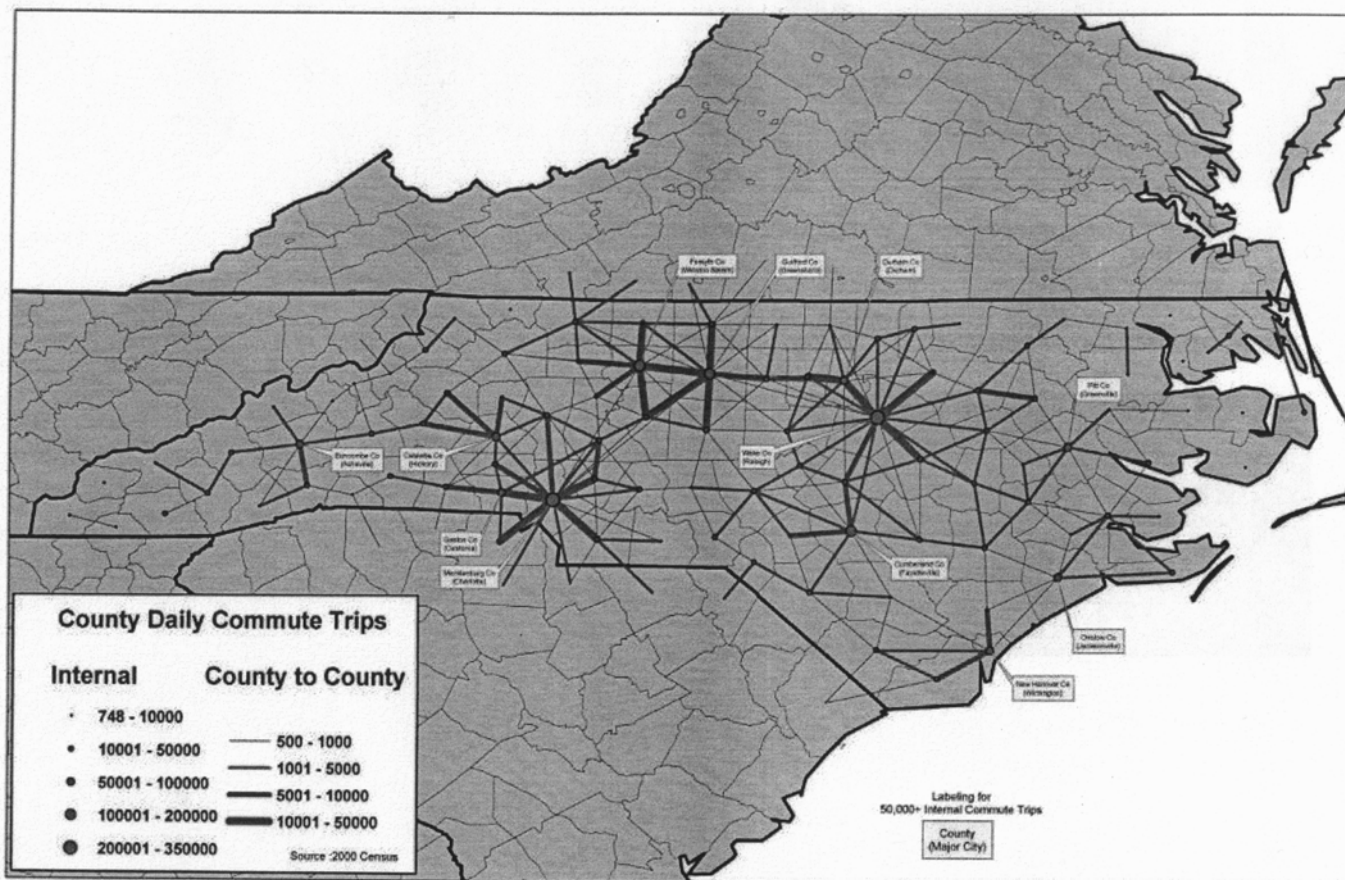 Forsyth Co
(Winston Salem)
Guilford Co
(Greensboro)
Durham Co
(Durham)
Pitt Co
(Greenville)
Buncombe Co
(Asheville)
Catawba Co
(Hickory)
Wake Co
(Raleigh)
Gaston Co
(Gastonia)
Mecklenburg Co
(Charlotte)
Cumberland Co
(Fayetteville)
Onslow Co
(Jacksonville)
New Hanover Co
(Wilmington)
County Daily Commute Trips
Internal
County to County
748 - 10000
10001 - 50000
50001 - 100000
100001 - 200000
200001 - 350000
500 - 1000
1001 - 5000
5001 - 10000
10001 - 50000
Source :2000 Census
Labeling for
50,000+ Internal Commute Trips
County
(Major City)